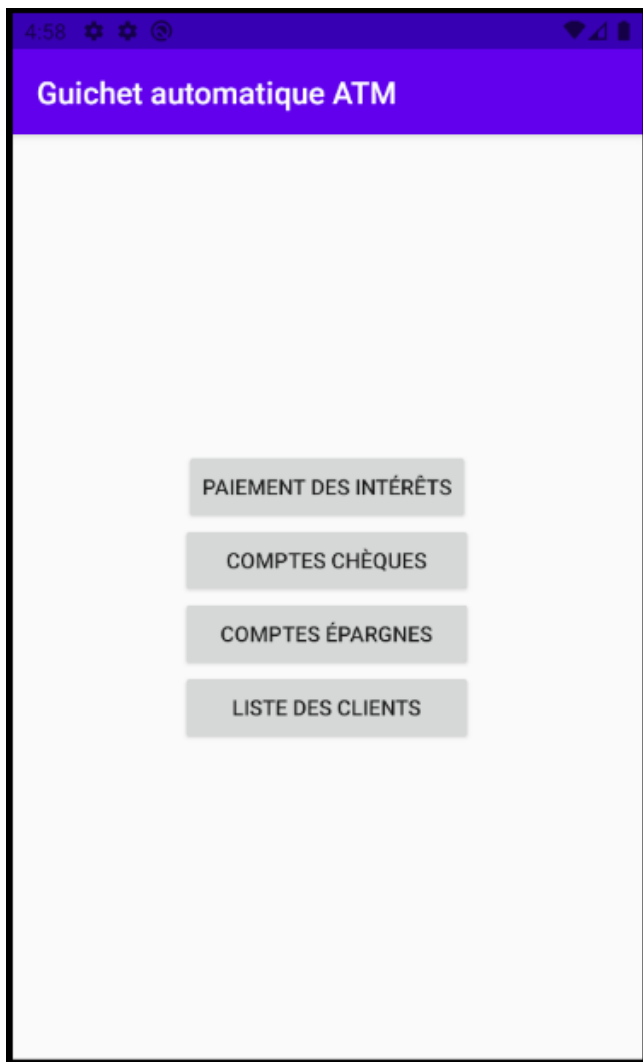 4:58
Guichet automatique ATM
PAIEMENT DES INTÉRÊTS
COMPTES CHÈQUES
COMPTES ÉPARGNES
LISTE DES CLIENTS